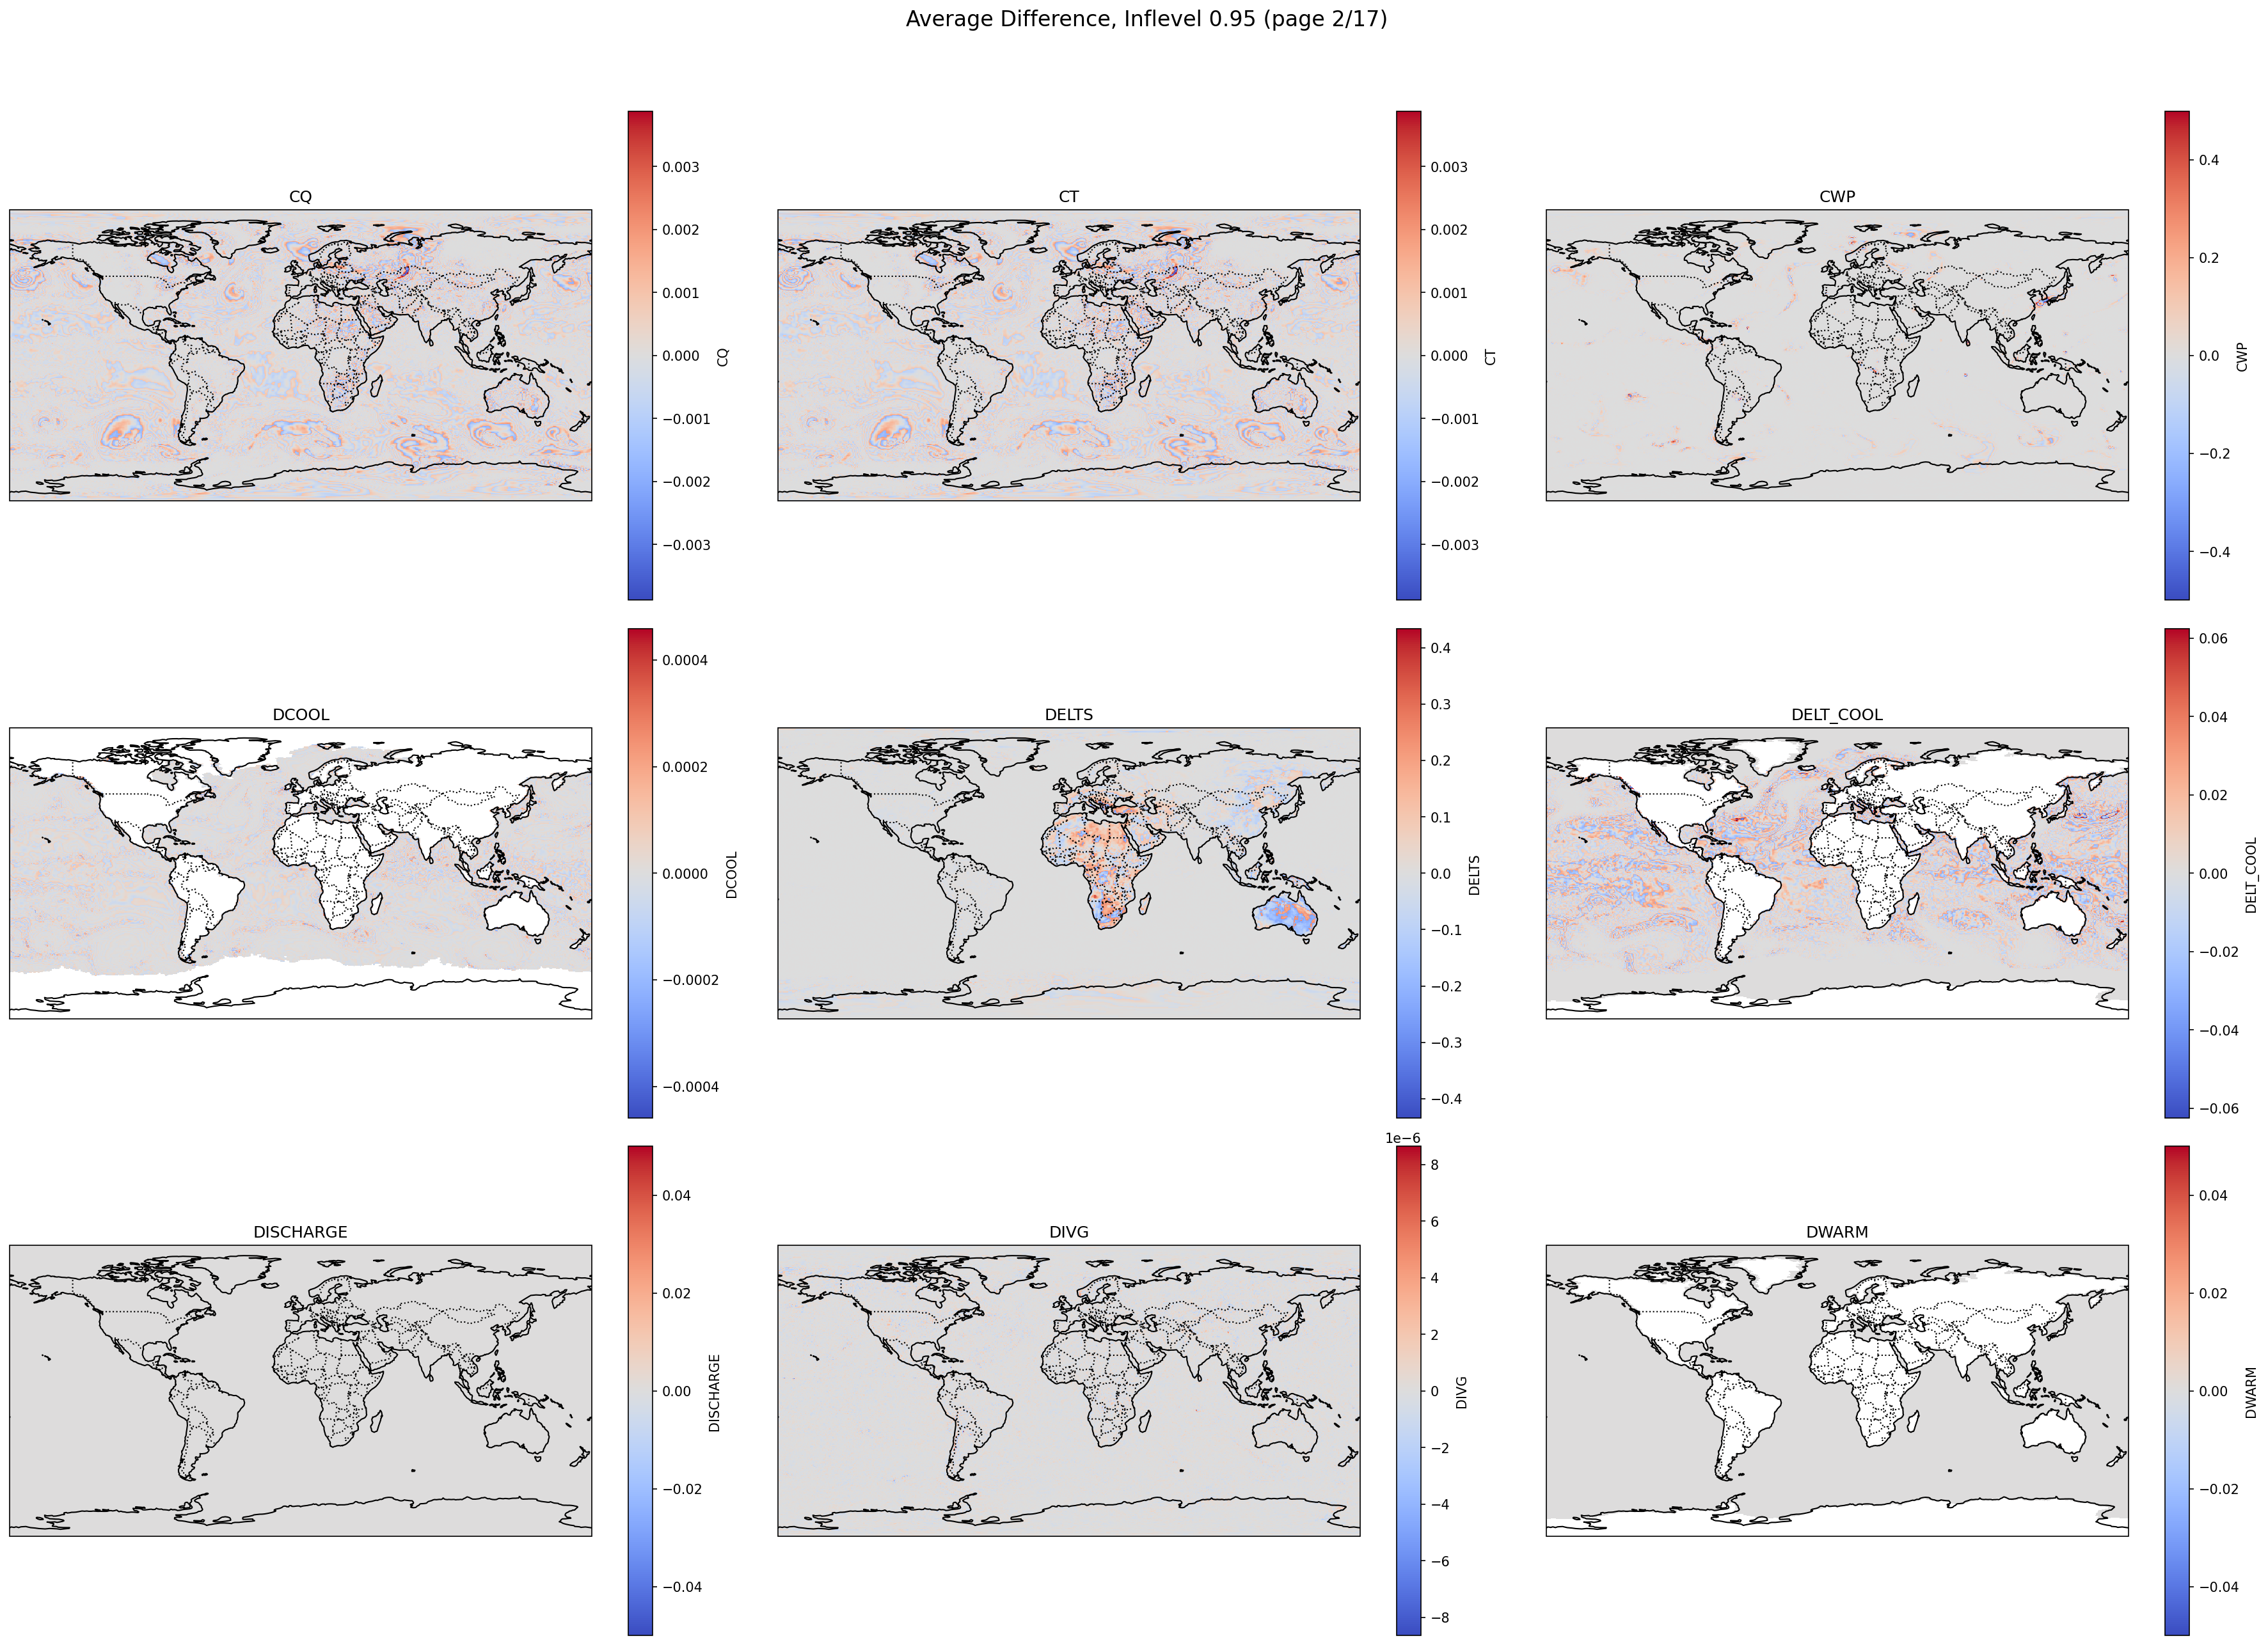 Average Difference, Inflevel 0.95 (page 2/17)
CQ
0.003
0.002
0.001
0.000
−0.001
−0.002
−0.003
CQ
CT
0.003
0.002
0.001
0.000
−0.001
−0.002
−0.003
CT
CWP
0.4
0.2
0.0
−0.2
−0.4
CWP
DCOOL
0.0004
0.0002
0.0000
−0.0002
−0.0004
DCOOL
DELTS
0.4
0.3
0.2
0.1
0.0
−0.1
−0.2
−0.3
−0.4
DELTS
DELT_COOL
0.06
0.04
0.02
0.00
−0.02
−0.04
−0.06
DELT_COOL
DISCHARGE
0.04
0.02
0.00
−0.02
−0.04
DISCHARGE
DIVG
1e−6
8
6
4
2
0
−2
−4
−6
−8
DIVG
DWARM
0.04
0.02
0.00
−0.02
−0.04
DWARM